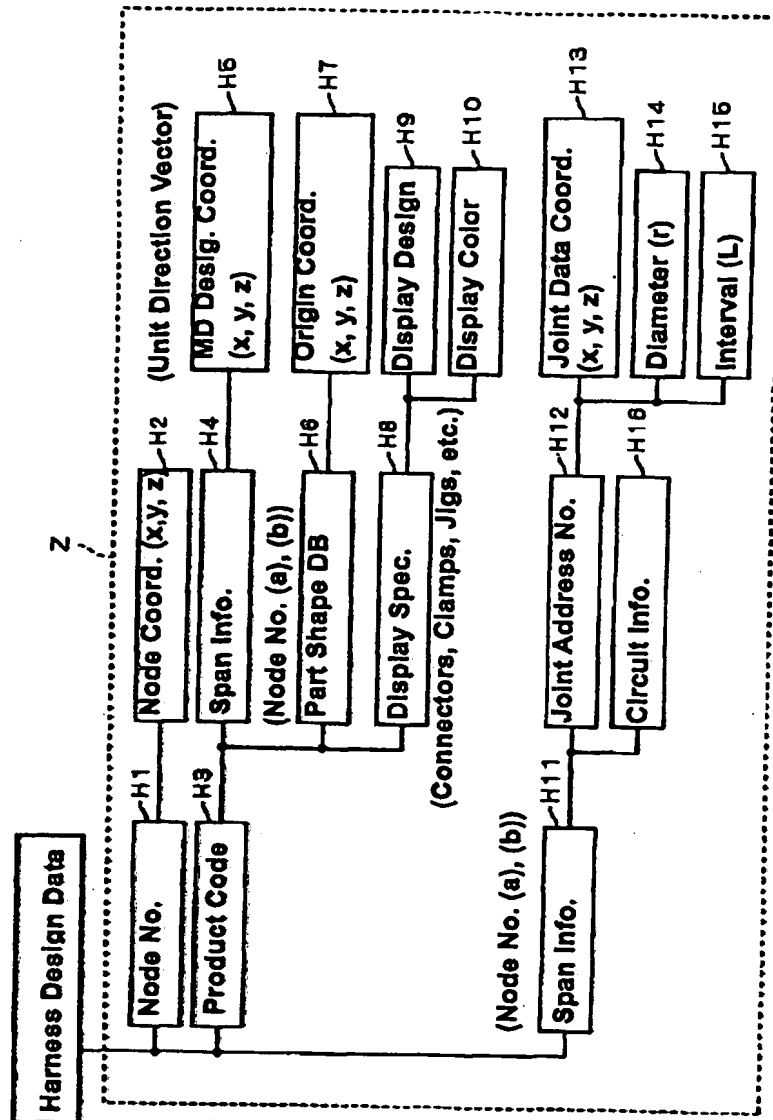 Harness Design Data
Z
Node No.
H1
Node Coord. (x,y, z)
H2
Product Code
H3
Span Info.
H4
(Unit Direction Vector)
MD Desig. Coord.
(x, y, z)
H5
(Node No. (a), (b))
Part Shape DB
H6
Origin Coord.
(x, y, z)
H7
Display Spec.
H8
(Connectors, Clamps, Jigs, etc.)
Display Design
H9
Display Color
H10
(Node No. (a), (b))
Span Info.
H11
Joint Address No.
H12
Joint Data Coord.
(x, y, z)
H13
Diameter (r)
H14
Interval (L)
H15
Circuit Info.
H16